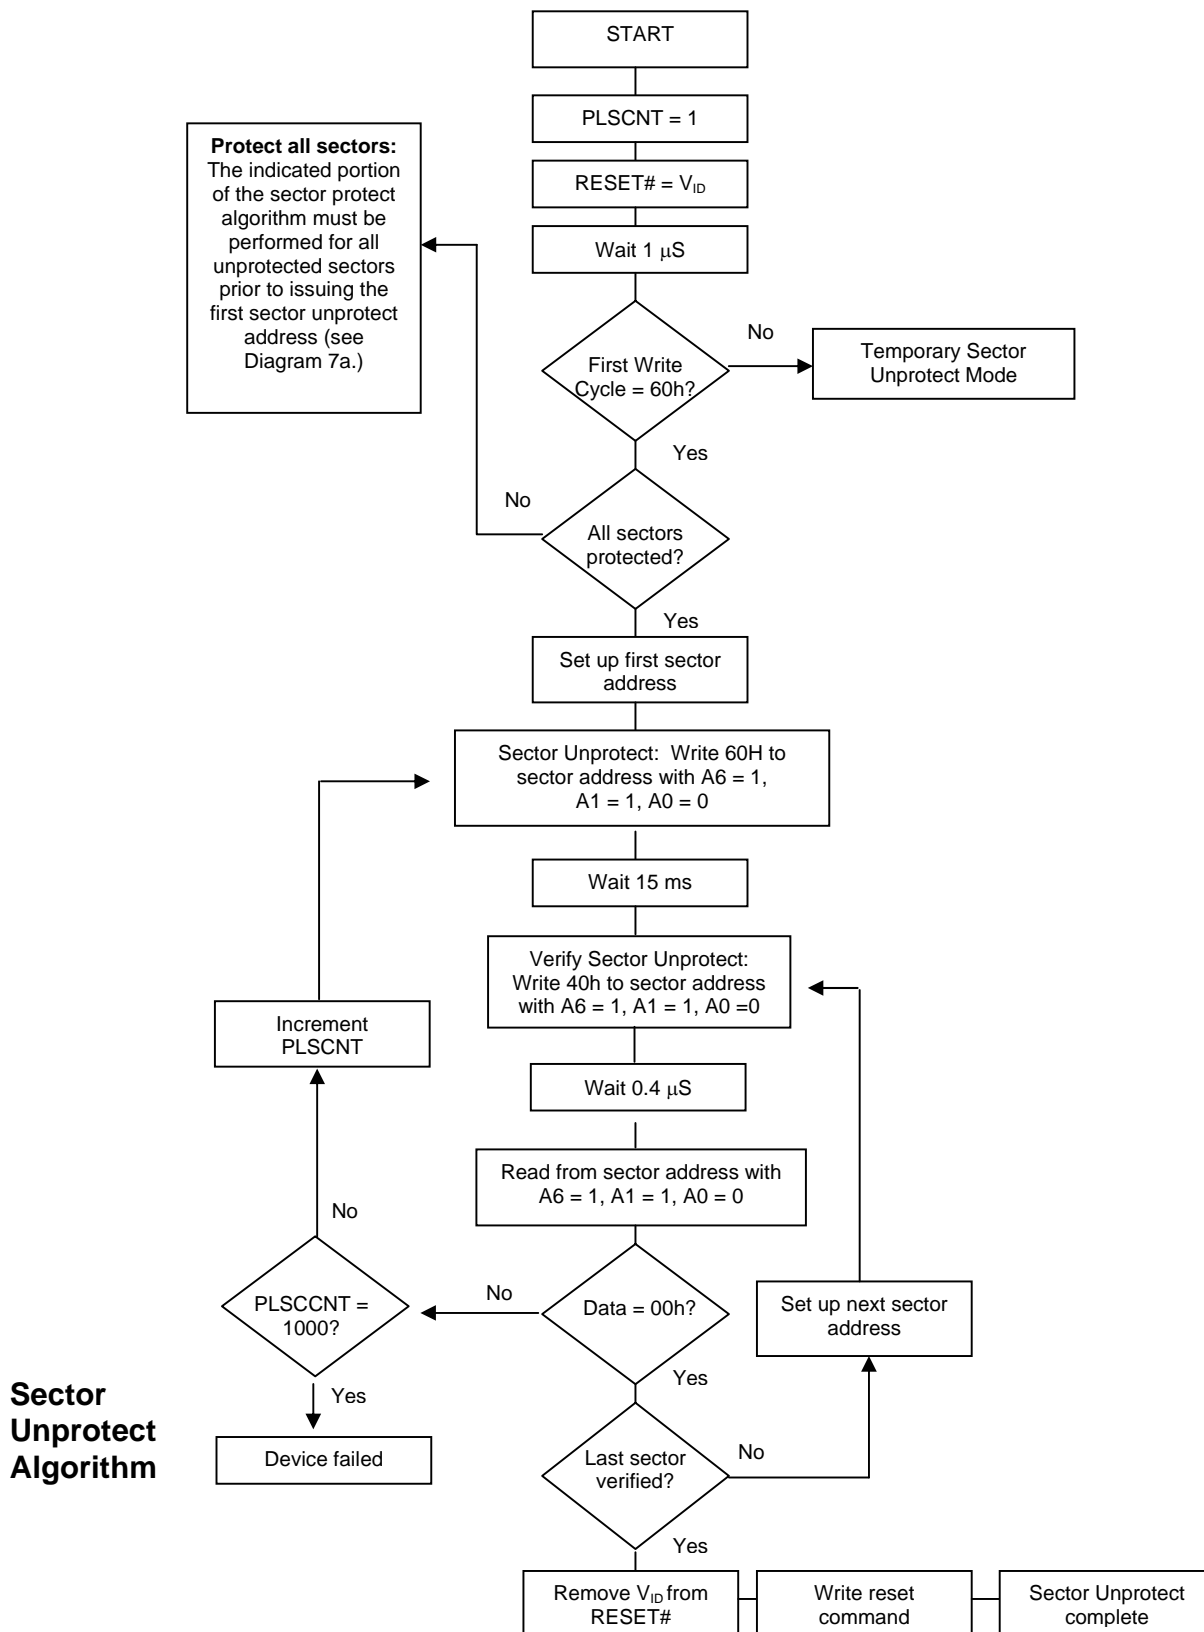 START
PLSCNT = 1
RESET# = VID
Wait 1 μS
Protect all sectors:
The indicated portion
of the sector protect
algorithm must be
performed for all
unprotected sectors
prior to issuing the
first sector unprotect
address (see
Diagram 7a.)
First Write
Cycle = 60h?
No
Temporary Sector
Unprotect Mode
Yes
No
All sectors
protected?
Yes
Set up first sector
address
Sector Unprotect: Write 60H to
sector address with A6 = 1,
A1 = 1, A0 = 0
Wait 15 ms
Verify Sector Unprotect:
Write 40h to sector address
with A6 = 1, A1 = 1, A0 =0
Increment
PLSCNT
Wait 0.4 μS
Read from sector address with
A6 = 1, A1 = 1, A0 = 0
No
PLSCCNT =
1000?
No
Data = 00h?
Set up next sector
address
Yes
Yes
Sector
Unprotect
Algorithm
Device failed
Last sector
verified?
No
Yes
Remove VID from
RESET#
Write reset
command
Sector Unprotect
complete